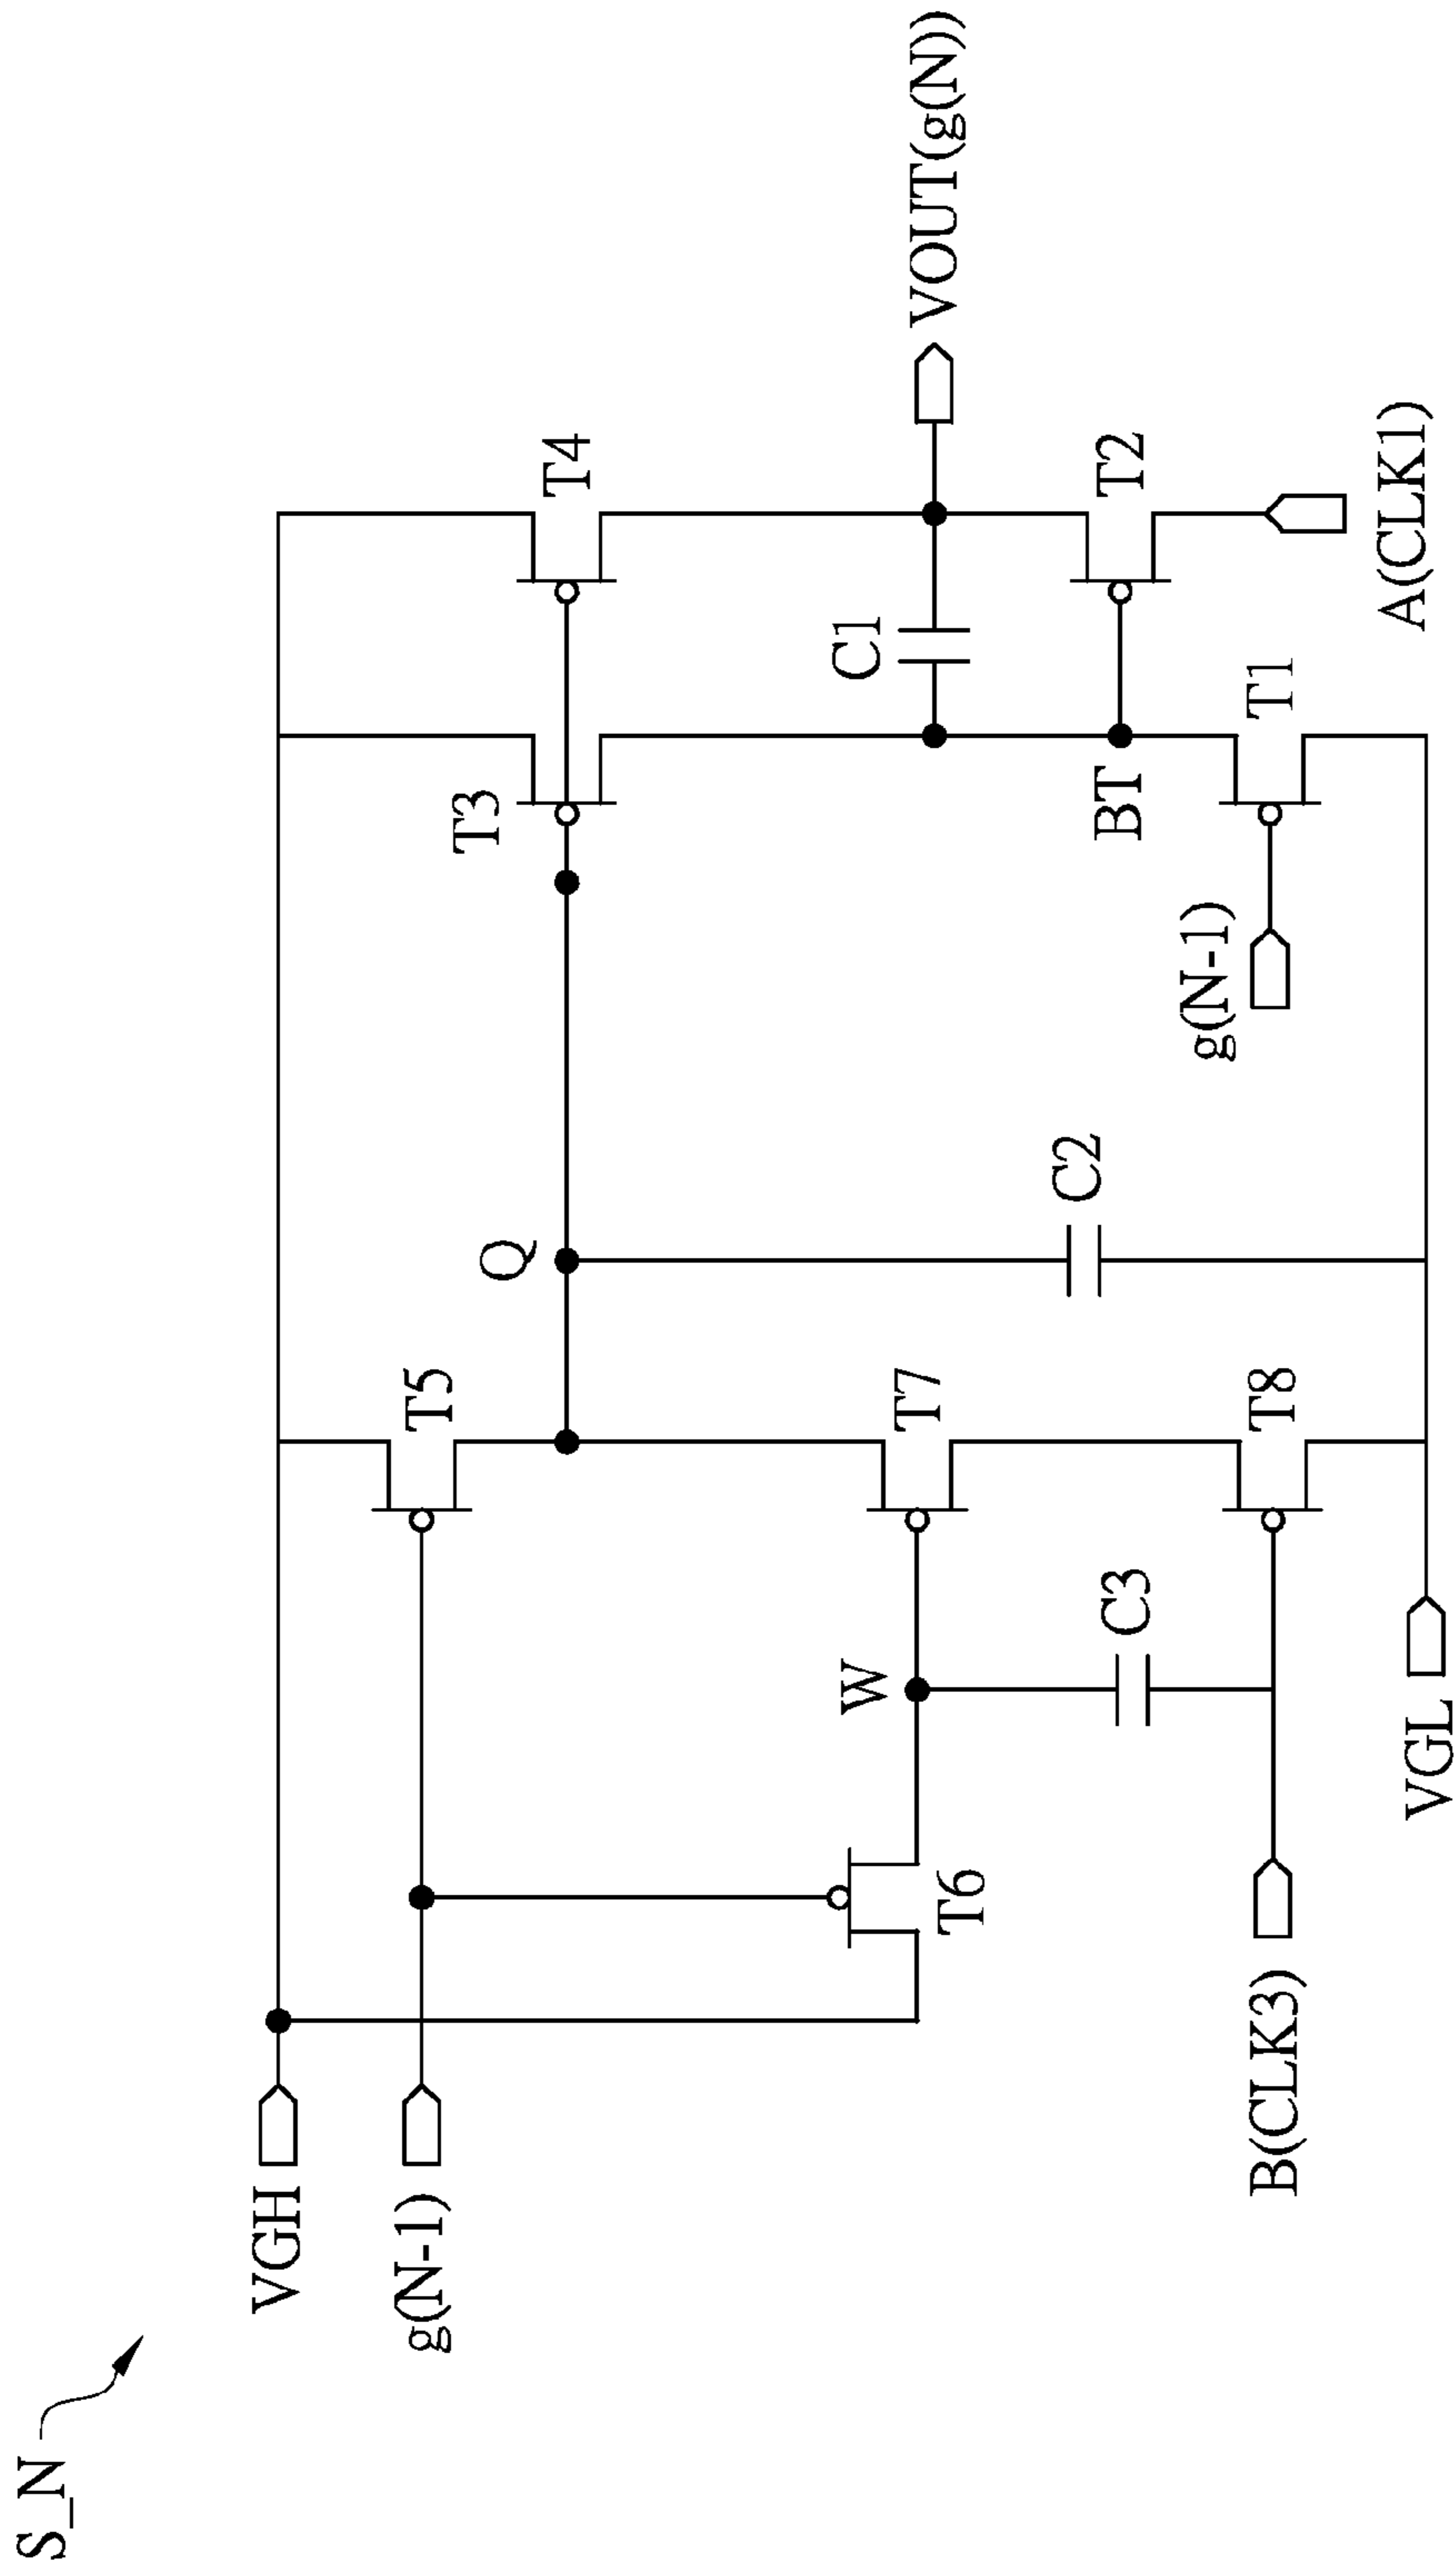 S_N
VGH
g(N-1)
T5
Q
T3
T4
W
T6
T7
C1
VOUT(g(N))
C3
C2
BT
T2
B(CLK3)
T8
g(N-1)
T1
A(CLK1)
VGL